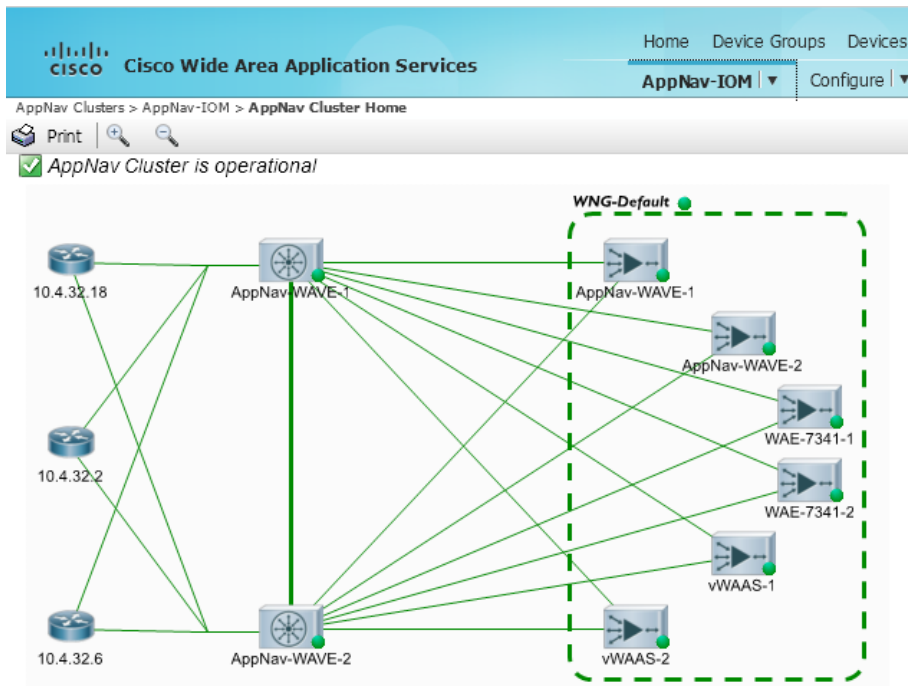 Home Device Groups Devices
CISCO Cisco Wide Area Application Services
AppNav-IOM Configure
AppNav Clusters > AppNav-IOM > AppNav Cluster Home
Print
AppNav Cluster is operational
WNG-Default
10.4.32.18
AppNav-WAVE-1
AppNav-WAVE-1
AppNav-WAVE-2
WAE-7341-1
10.4.32.2
WAE-7341-2
vWAAS-1
10.4.32.6
AppNav-WAVE-2
vWAAS-2